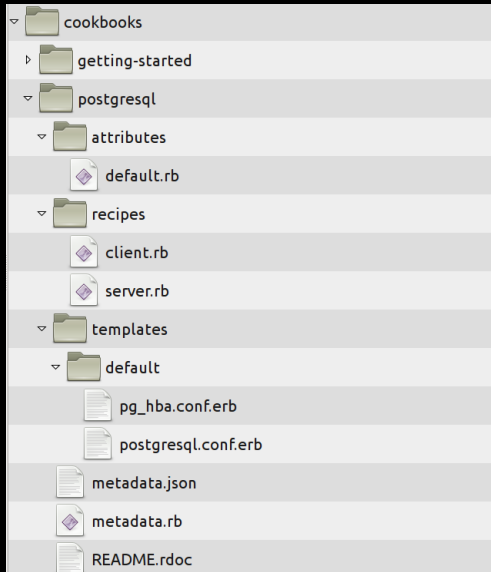 cookbooks
getting-started
postgresql
attributes
default.rb
recipes
client.rb
server.rb
templates
default
pg_hba.conf.erb
postgresql.conf.erb
metadata.json
metadata.rb
README.rdoc